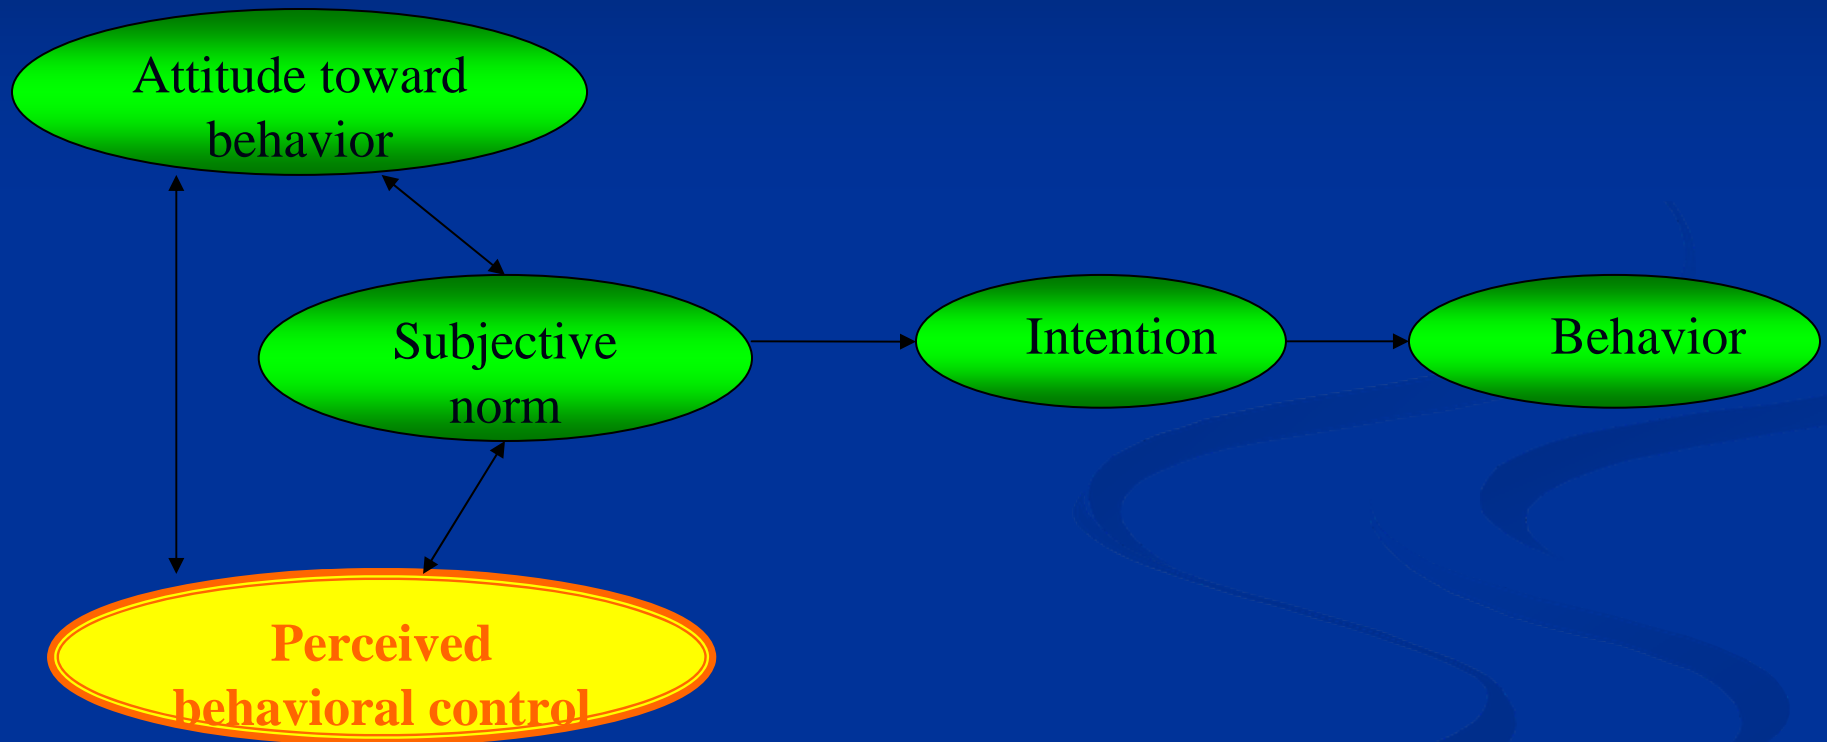 Attitude toward
behavior
Subjective
norm
Intention
Behavior
Perceived
behavioral control